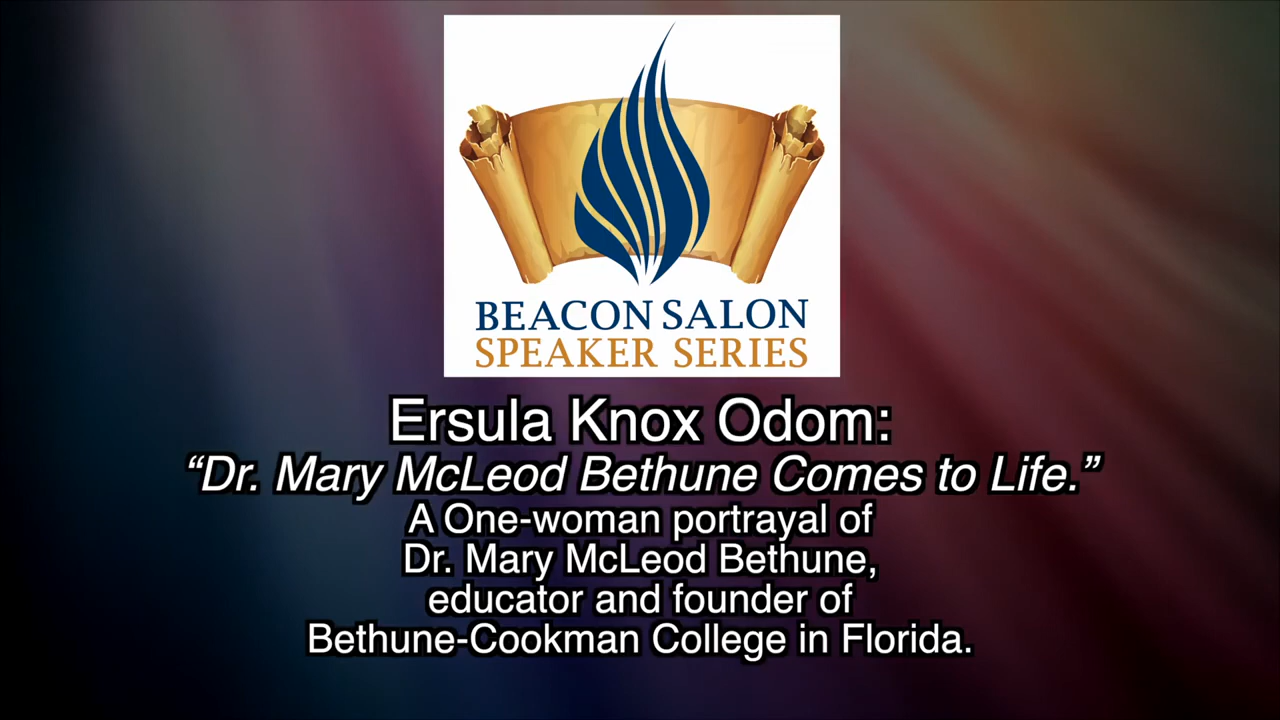 BEACON SALON
SPEAKER SERIES
Ersula Knox Odom:
“Dr. Mary McLeod Bethune Comes to Life.”
A One-woman portrayal of
Dr. Mary McLeod Bethune,
educator and founder of
Bethune-Cookman College in Florida.